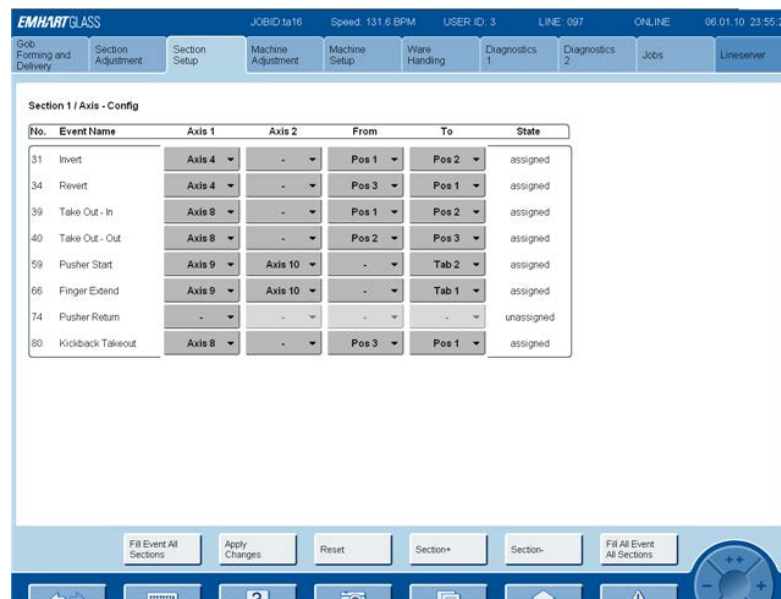 EMHART GLASS JOBID:ta16 Speed: 131.6 BPM USER ID: 3 LINE: 097 ONLINE 06.01.10 23:55:2
Gob Forming and Delivery
Section Adjustment
Section Setup
Machine Adjustment
Machine Setup
Ware Handling
Diagnostics 1
Diagnostics 2
Jobs
Lineserver
Section 1 / Axis - Config
No. Event Name Axis 1 Axis 2 From To State
31 Invert Axis 4 - Pos 1 Pos 2 assigned
34 Revert Axis 4 - Pos 3 Pos 1 assigned
39 Take Out - In Axis 8 - Pos 1 Pos 2 assigned
40 Take Out - Out Axis 8 - Pos 2 Pos 3 assigned
59 Pusher Start Axis 9 Axis 10 - Tab 2 assigned
66 Finger Extend Axis 9 Axis 10 - Tab 1 assigned
74 Pusher Return - - - - unassigned
80 Kickback Takeout Axis 8 - Pos 3 Pos 1 assigned
Fill Event All Sections
Apply Changes
Reset
Section+
Section-
Fill All Event All Sections
++
- +
?